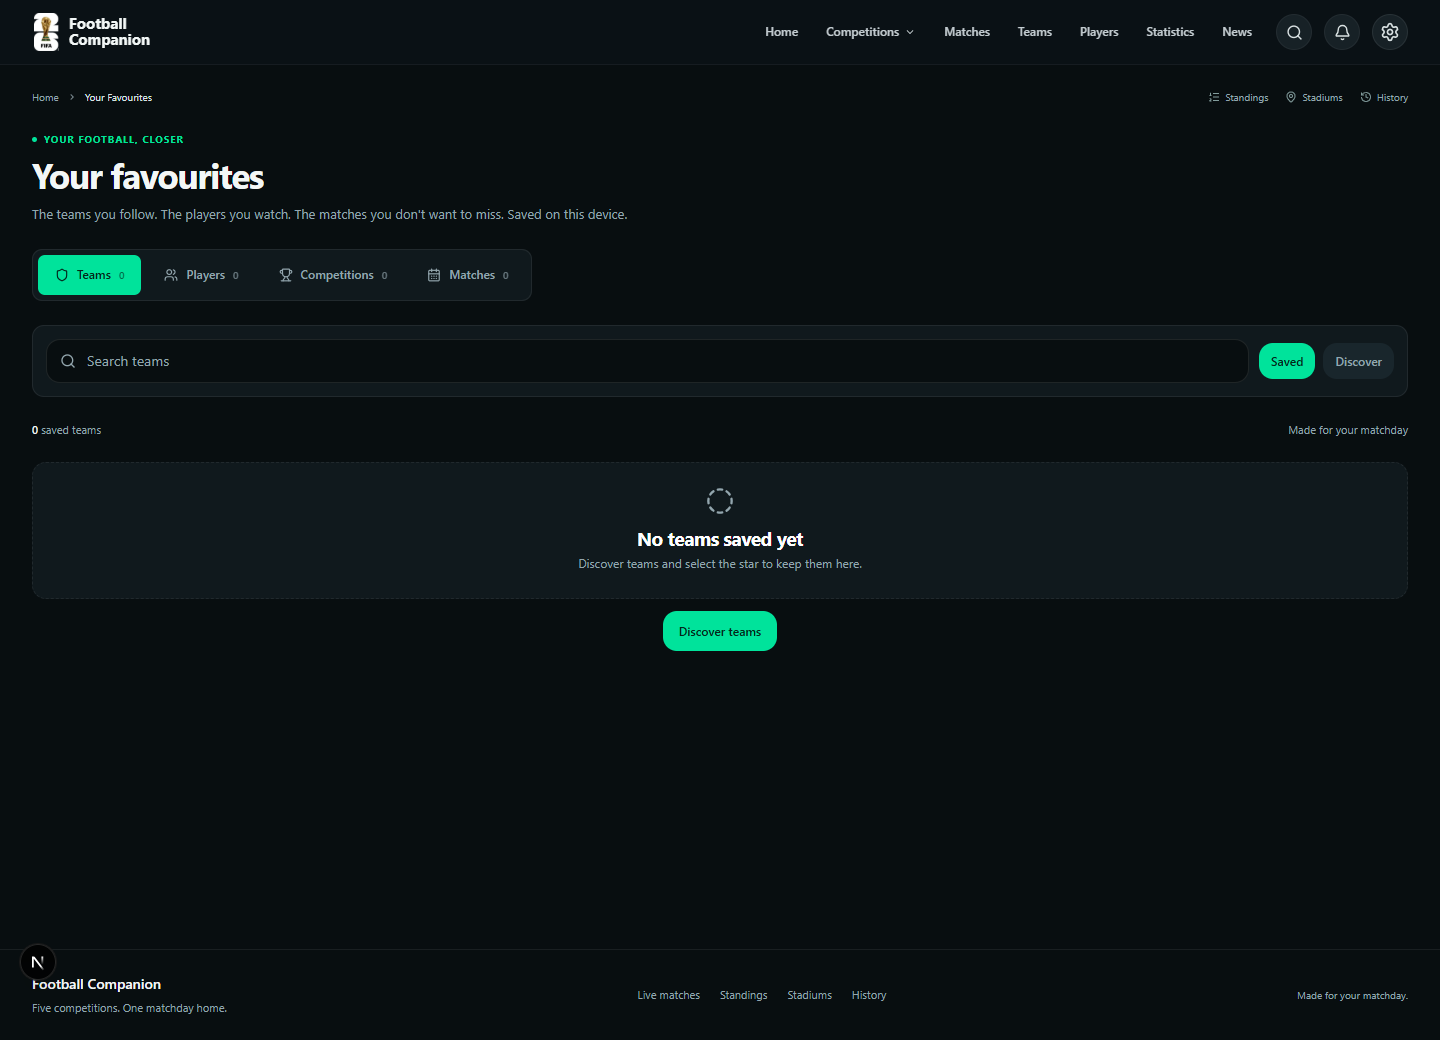 FIFA
Football
Companion
Home Competitions Matches Teams Players Statistics News
Home > Your Favourites
Standings Stadiums History
YOUR FOOTBALL, CLOSER
Your favourites
The teams you follow. The players you watch. The matches you don't want to miss. Saved on this device.
Teams 0 Players 0 Competitions 0 Matches 0
Search teams
Saved Discover
0 saved teams
Made for your matchday
No teams saved yet
Discover teams and select the star to keep them here.
Discover teams
N
Football Companion
Five competitions. One matchday home.
Live matches Standings Stadiums History
Made for your matchday.